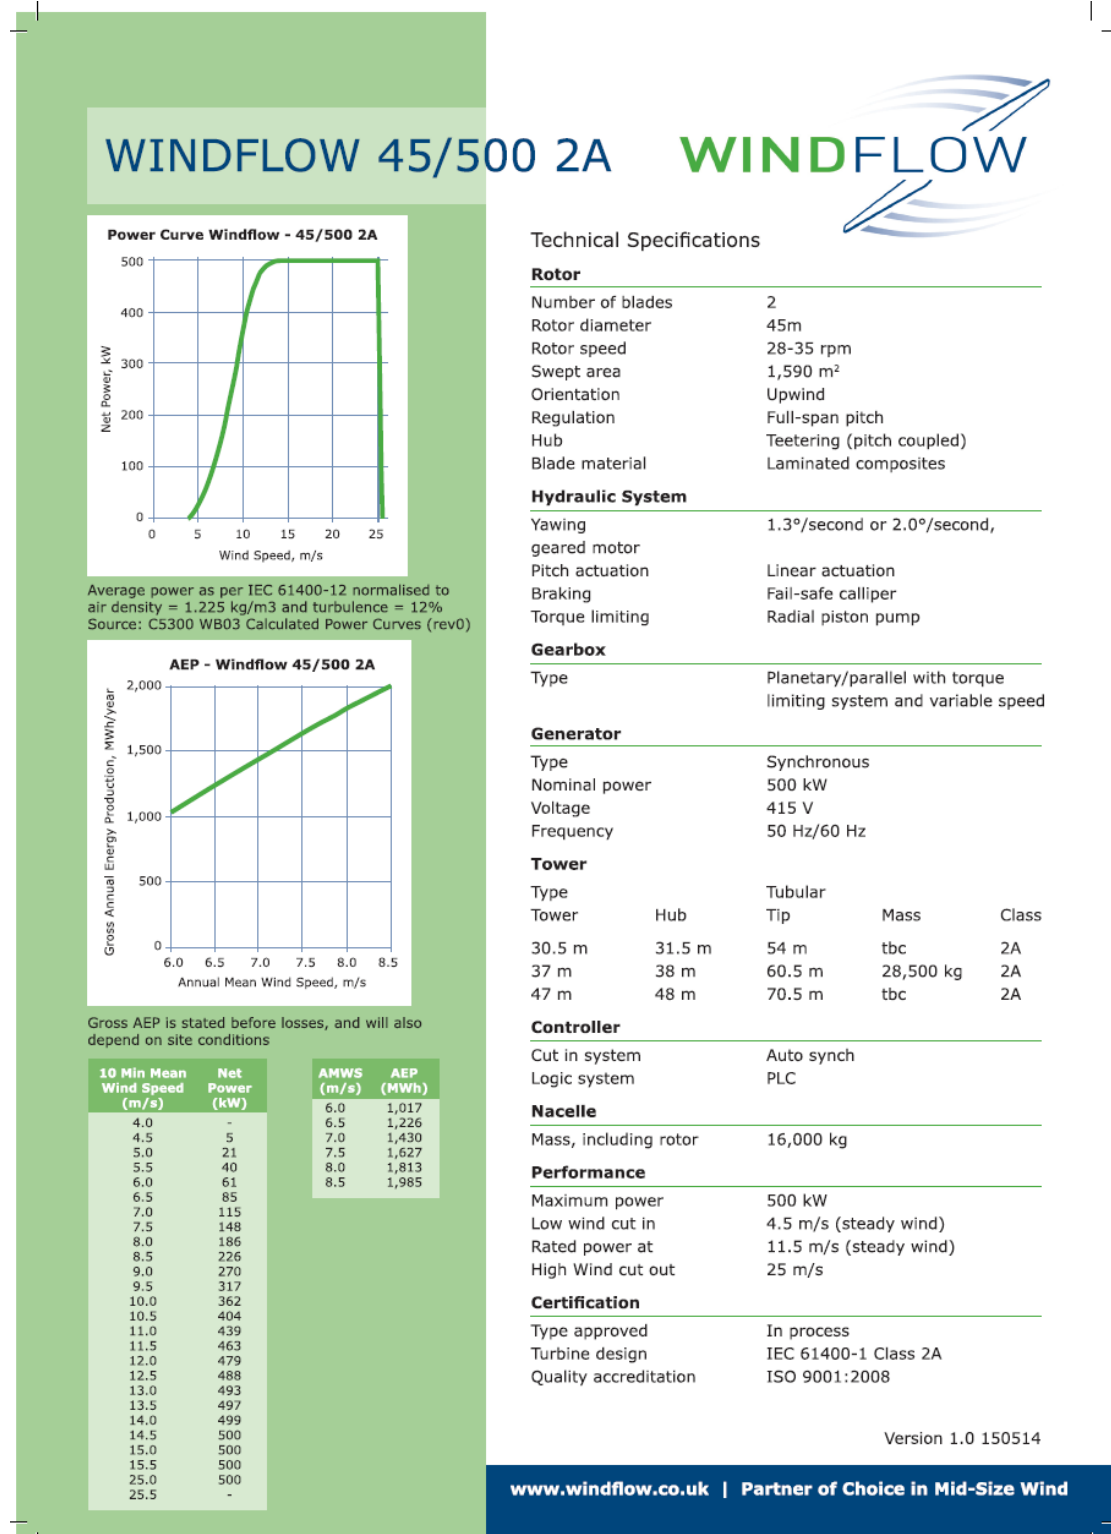 WINDFLOW 45/500 2A
WINDFLOW
Power Curve Windflow - 45/500 2A
Net Power, kW
500
400
300
200
100
0
0 5 10 15 20 25
Wind Speed, m/s
Average power as per IEC 61400-12 normalised to
air density = 1.225 kg/m3 and turbulence = 12%
Source: C5300 WB03 Calculated Power Curves (rev0)
AEP - Windflow 45/500 2A
Gross Annual Energy Production, MWh/year
2,000
1,500
1,000
500
0
6.0 6.5 7.0 7.5 8.0 8.5
Annual Mean Wind Speed, m/s
Gross AEP is stated before losses, and will also
depend on site conditions
10 Min Mean Net
Wind Speed Power
(m/s) (kW)
4.0 -
4.5 5
5.0 21
5.5 40
6.0 61
6.5 85
7.0 115
7.5 148
8.0 186
8.5 226
9.0 270
9.5 317
10.0 362
10.5 404
11.0 439
11.5 463
12.0 479
12.5 488
13.0 493
13.5 497
14.0 499
14.5 500
15.0 500
15.5 500
25.0 500
25.5 -
AMWS AEP
(m/s) (MWh)
6.0 1,017
6.5 1,226
7.0 1,430
7.5 1,627
8.0 1,813
8.5 1,985
Technical Specifications
Rotor
Number of blades 2
Rotor diameter 45m
Rotor speed 28-35 rpm
Swept area 1,590 m²
Orientation Upwind
Regulation Full-span pitch
Hub Teetering (pitch coupled)
Blade material Laminated composites
Hydraulic System
Yawing 1.3°/second or 2.0°/second,
geared motor
Pitch actuation Linear actuation
Braking Fail-safe calliper
Torque limiting Radial piston pump
Gearbox
Type Planetary/parallel with torque
limiting system and variable speed
Generator
Type Synchronous
Nominal power 500 kW
Voltage 415 V
Frequency 50 Hz/60 Hz
Tower
Type Tubular
Tower Hub Tip Mass Class
30.5 m 31.5 m 54 m tbc 2A
37 m 38 m 60.5 m 28,500 kg 2A
47 m 48 m 70.5 m tbc 2A
Controller
Cut in system Auto synch
Logic system PLC
Nacelle
Mass, including rotor 16,000 kg
Performance
Maximum power 500 kW
Low wind cut in 4.5 m/s (steady wind)
Rated power at 11.5 m/s (steady wind)
High Wind cut out 25 m/s
Certification
Type approved In process
Turbine design IEC 61400-1 Class 2A
Quality accreditation ISO 9001:2008
Version 1.0 150514
www.windflow.co.uk | Partner of Choice in Mid-Size Wind